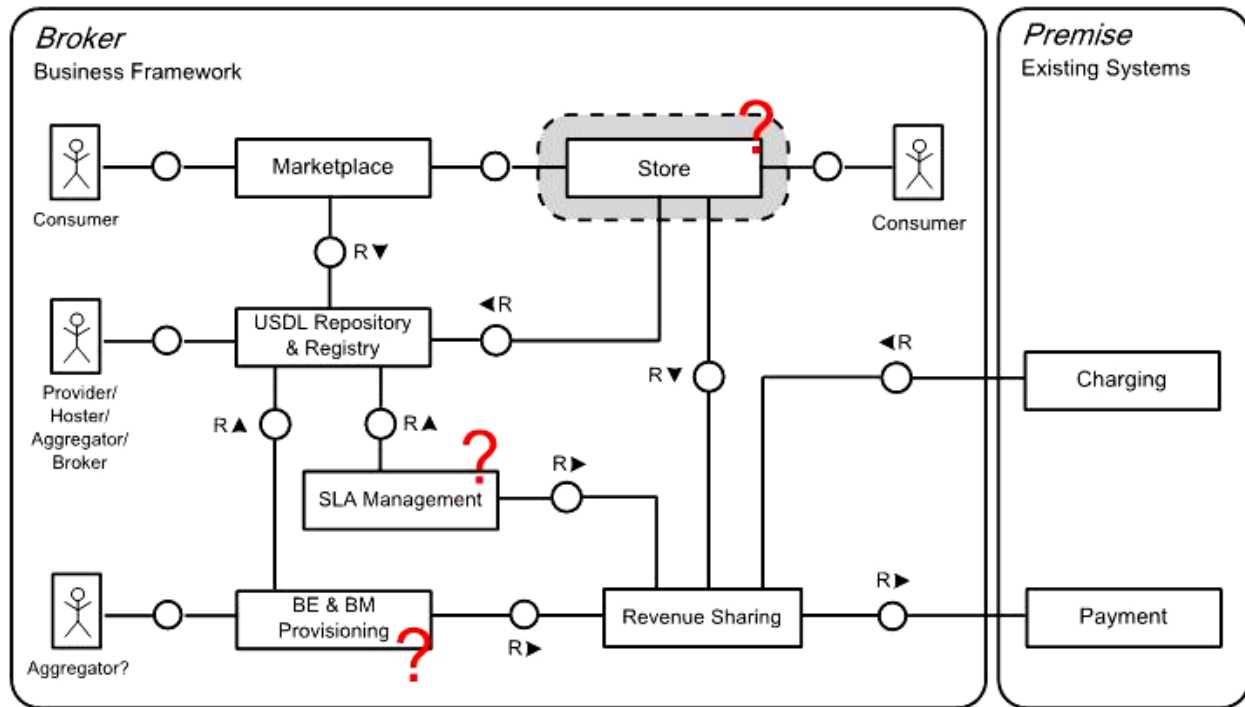 Broker
Business Framework
Premise
Existing Systems
?
Marketplace
Store
Consumer
Consumer
R▼
USDL Repository
& Registry
◄R
Provider/
Hoster/
Aggregator/
Broker
R▼
◄R
Charging
R▲
R▲
?
SLA Management
R►
BE & BM
Provisioning
?
R►
Revenue Sharing
R►
Payment
Aggregator?